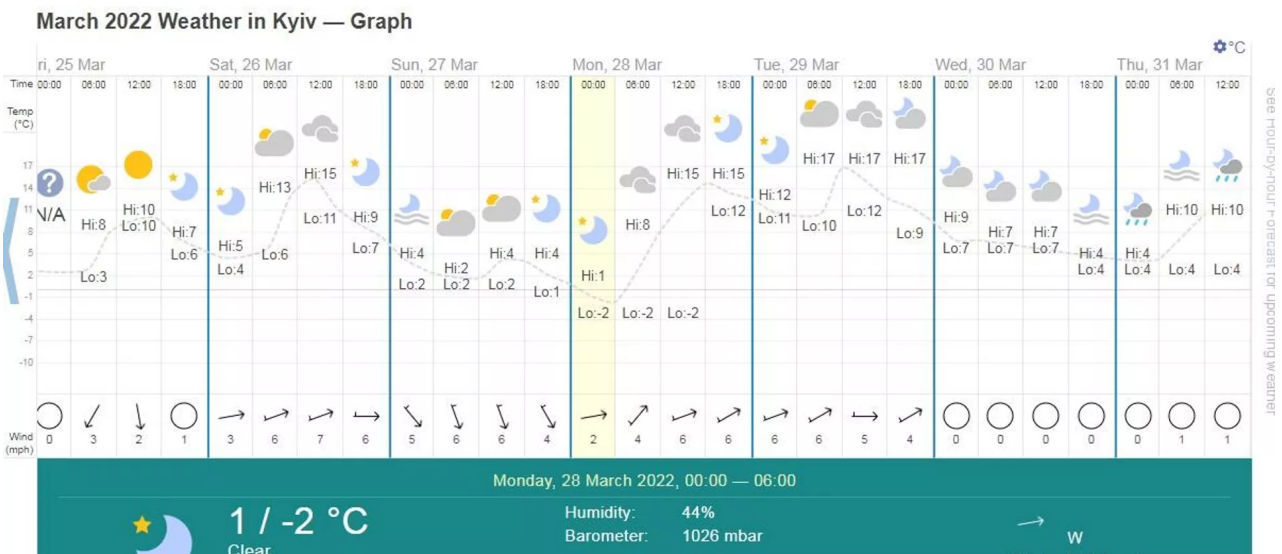 March 2022 Weather in Kyiv — Graph
°C
ri, 25 Mar Sat, 26 Mar Sun, 27 Mar Mon, 28 Mar Tue, 29 Mar Wed, 30 Mar Thu, 31 Mar
Time 00:00 06:00 12:00 18:00 00:00 06:00 12:00 18:00 00:00 06:00 12:00 18:00 00:00 06:00 12:00 18:00 00:00 06:00 12:00 18:00 00:00 06:00 12:00 18:00 00:00 06:00 12:00
Temp
(°C)
17
14
11
8
5
2
-1
-4
-7
-10
N/A
Hi:8
Lo:3
Hi:10
Lo:10
Hi:7
Lo:6
Hi:5
Lo:4
Hi:13
Lo:6
Hi:15
Lo:11
Hi:9
Lo:7
Hi:4
Lo:2
Hi:2
Lo:2
Hi:4
Lo:2
Hi:4
Lo:1
Hi:1
Lo:-2
Hi:8
Lo:-2
Hi:15
Lo:-2
Hi:15
Lo:12
Hi:12
Lo:11
Hi:17
Lo:10
Hi:17
Lo:12
Hi:17
Lo:9
Hi:9
Lo:7
Hi:7
Lo:7
Hi:7
Lo:7
Hi:4
Lo:4
Hi:4
Lo:4
Hi:10
Lo:4
Hi:10
Lo:4
Wind
(mph)
0 3 2 1 3 6 7 6 5 6 6 4 2 4 6 6 6 6 5 4 0 0 0 0 0 1 1
See Hour-by-hour Forecast for upcoming weather
Monday, 28 March 2022, 00:00 — 06:00
1 / -2 °C
Clear
Humidity: 44%
Barometer: 1026 mbar
W